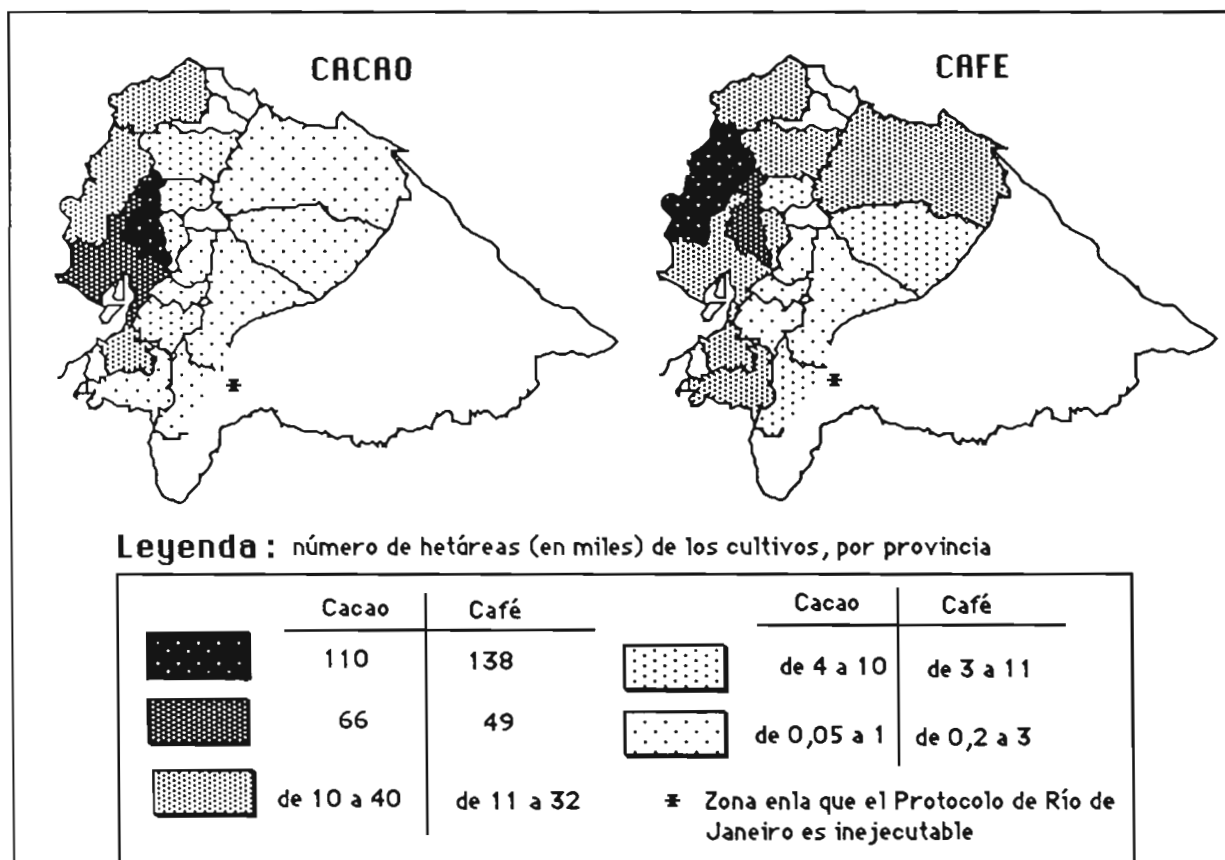 CACAO
CAFE
Leyenda : número de hetáreas (en miles) de los cultivos, por provincia
Cacao Café
110 138
66 49
de 10 a 40 de 11 a 32
Cacao Café
de 4 a 10 de 3 a 11
de 0,05 a 1 de 0,2 a 3
* Zona enla que el Protocolo de Río de
Janeiro es inejecutable